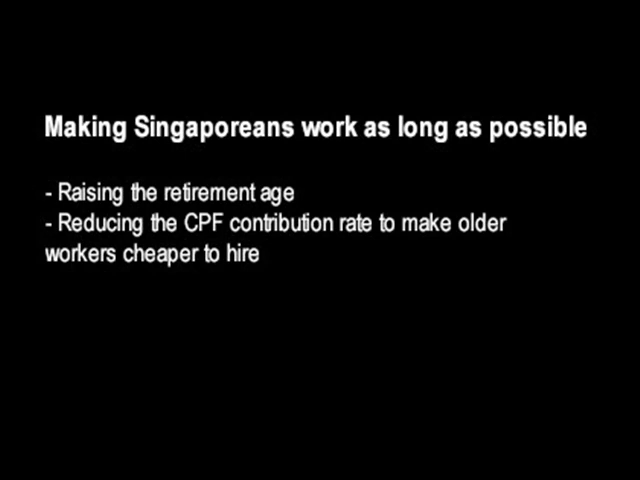 Making Singaporeans work as long as possible
- Raising the retirement age
- Reducing the CPF contribution rate to make older
workers cheaper to hire